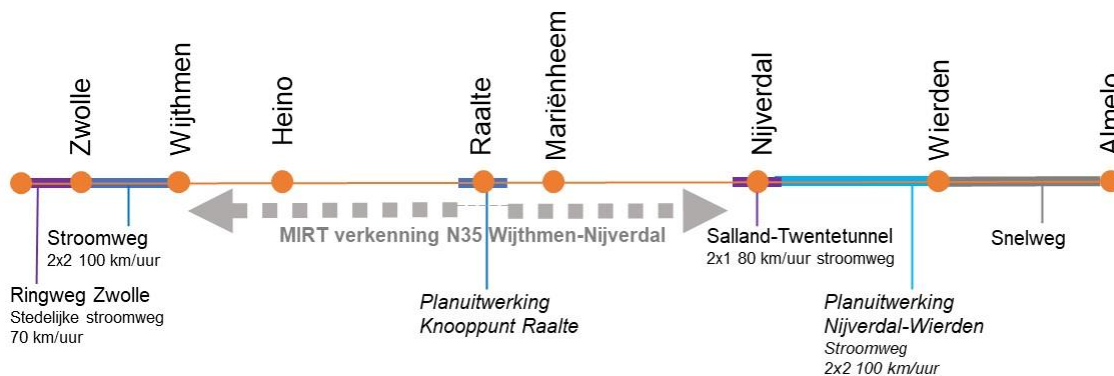 Zwolle
Wijthmen
Heino
Raalte
Mariënheem
Nijverdal
Wierden
Almelo
MIRT verkenning N35 Wijthmen-Nijverdal
Stroomweg
2x2 100 km/uur
Ringweg Zwolle
Stedelijke stroomweg
70 km/uur
Planuitwerking
Knooppunt Raalte
Salland-Twentetunnel
2x1 80 km/uur stroomweg
Planuitwerking
Nijverdal-Wierden
Stroomweg
2x2 100 km/uur
Snelweg